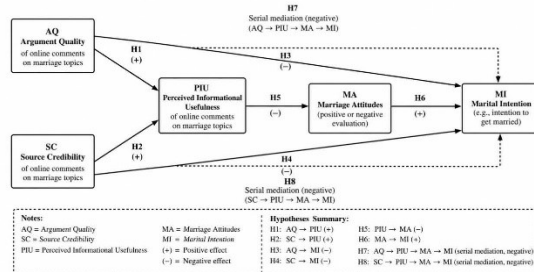 H7
Serial mediation (negative)
(AQ → PIU → MA → MI)
AQ
Argument Quality
of online comments
on marriage topics
H1
(+)
H3
(−)
PIU
Perceived Informational
Usefulness
of online comments
on marriage topics
H5
(−)
MA
Marriage Attitudes
(positive or negative
evaluation)
H6
(+)
MI
Marital Intention
(e.g., intention to
get married)
SC
Source Credibility
of online comments
on marriage topics
H2
(+)
H4
(−)
H8
Serial mediation (negative)
(SC → PIU → MA → MI)
Notes:
AQ = Argument Quality
SC = Source Credibility
PIU = Perceived Informational Usefulness
MA = Marriage Attitudes
MI = Marital Intention
(+) = Positive effect
(−) = Negative effect
Hypotheses Summary:
H1: AQ → PIU (+)
H2: SC → PIU (+)
H3: AQ → MI (−)
H4: SC → MI (−)
H5: PIU → MA (−)
H6: MA → MI (+)
H7: AQ → PIU → MA → MI (serial mediation, negative)
H8: SC → PIU → MA → MI (serial mediation, negative)